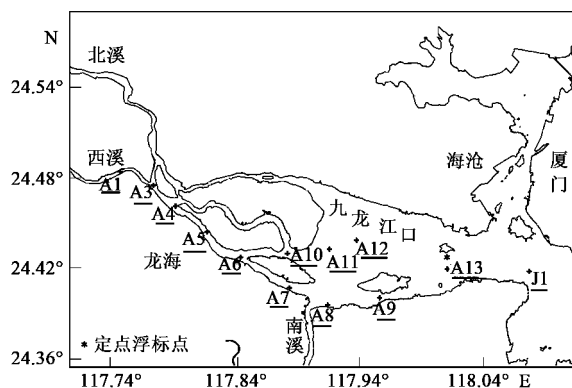 N
北溪
24.54°
西溪
海沧
厦门
24.48°
A1
A3
A4
九龙江口
A5
A12
龙海
A10
A11
A6
A13
J1
24.42°
A7
A8
A9
南溪
* 定点浮标点
24.36°
117.74
117.84
117.94
118.04
E